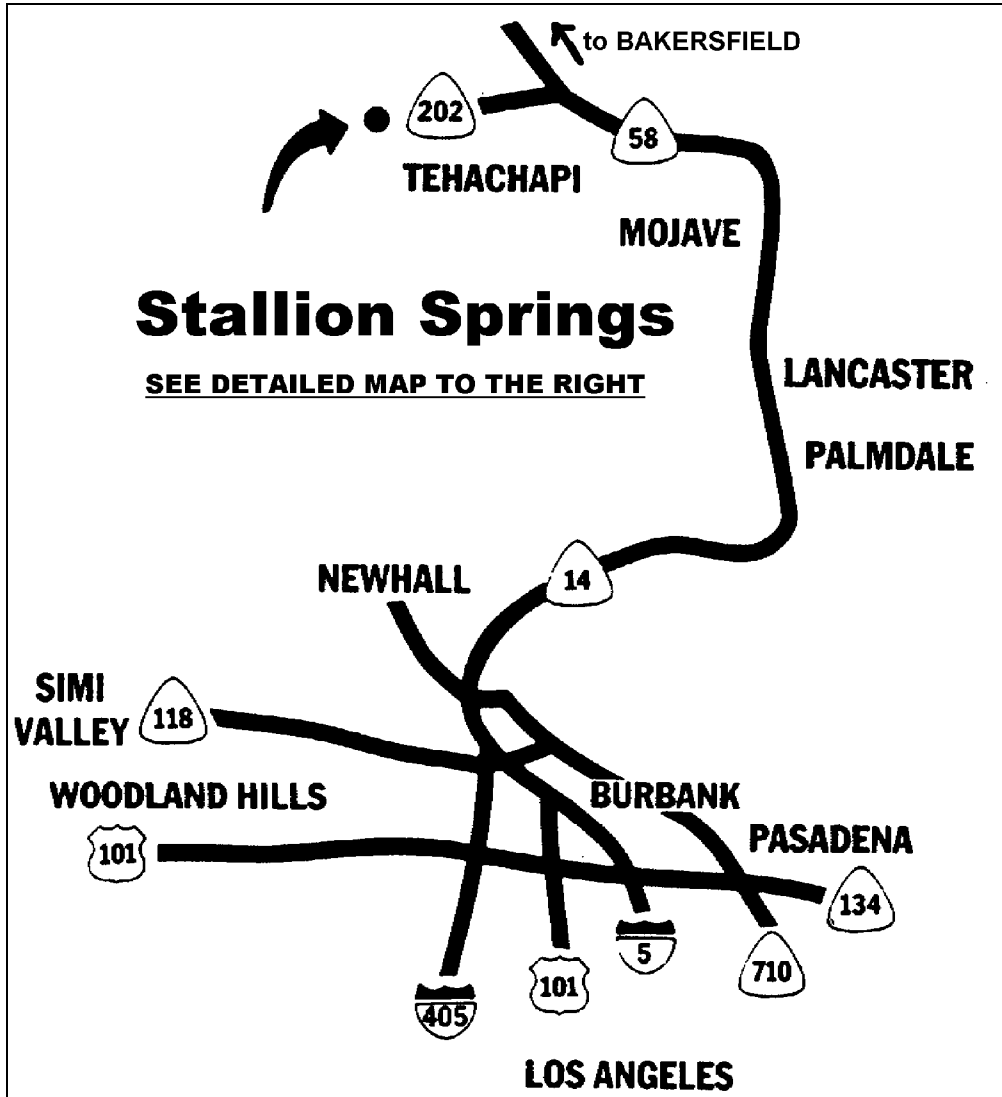 to BAKERSFIELD
202
58
TEHACHAPI
MOJAVE
Stallion Springs
SEE DETAILED MAP TO THE RIGHT
LANCASTER
PALMDALE
14
NEWHALL
SIMI
VALLEY
118
WOODLAND HILLS
BURBANK
101
PASADENA
134
5
710
101
405
LOS ANGELES